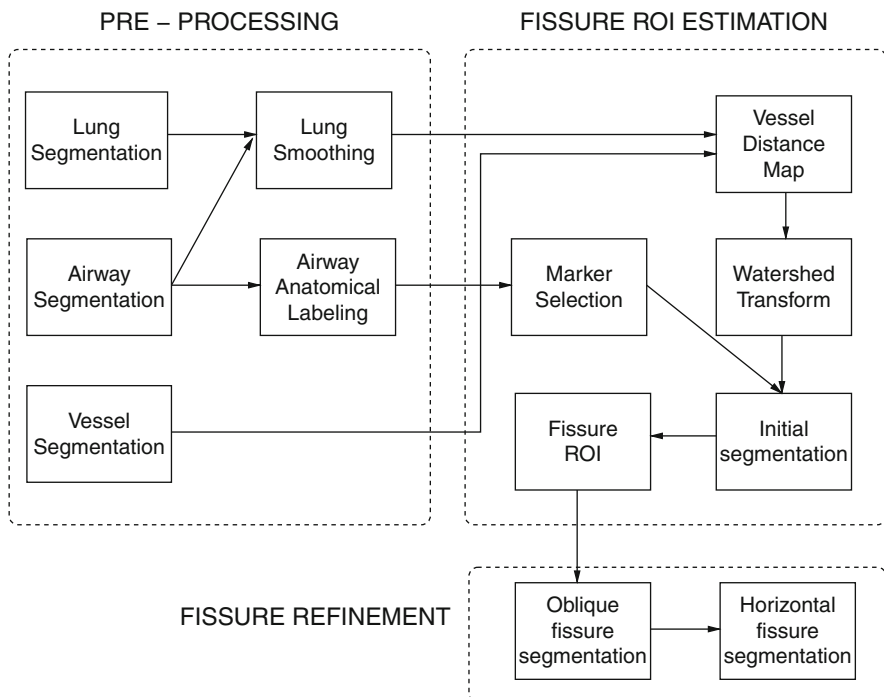 PRE – PROCESSING
FISSURE ROI ESTIMATION
Lung
Segmentation
Lung
Smoothing
Vessel
Distance
Map
Airway
Segmentation
Airway
Anatomical
Labeling
Marker
Selection
Watershed
Transform
Vessel
Segmentation
Fissure
ROI
Initial
segmentation
FISSURE REFINEMENT
Oblique
fissure
segmentation
Horizontal
fissure
segmentation